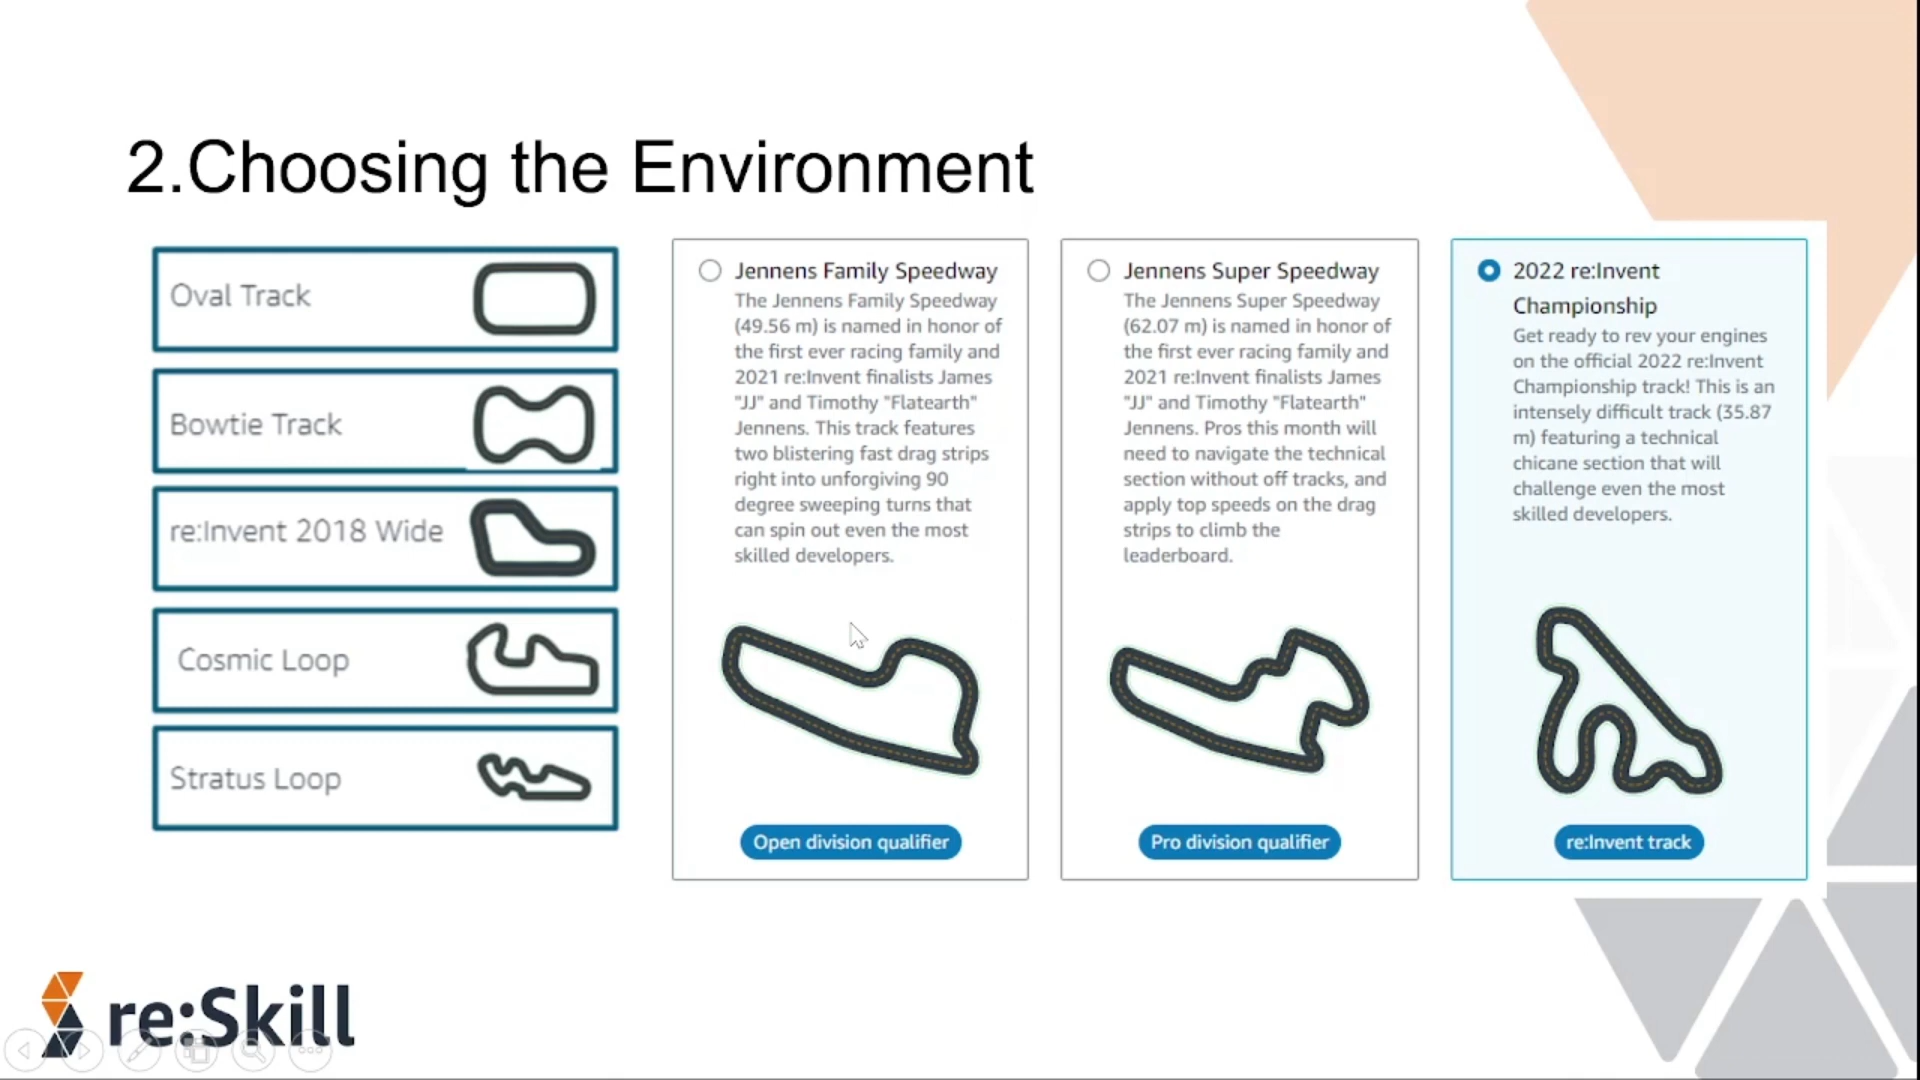 2.Choosing the Environment
Oval Track
Bowtie Track
re:Invent 2018 Wide
Cosmic Loop
Stratus Loop
Jennens Family Speedway
The Jennens Family Speedway
(49.56 m) is named in honor of
the first ever racing family and
2021 re:Invent finalists James
"JJ" and Timothy "Flatearth"
Jennens. This track features
two blistering fast drag strips
right into unforgiving 90
degree sweeping turns that
can spin out even the most
skilled developers.
Open division qualifier
Jennens Super Speedway
The Jennens Super Speedway
(62.07 m) is named in honor of
the first ever racing family and
2021 re:Invent finalists James
"JJ" and Timothy "Flatearth"
Jennens. Pros this month will
need to navigate the technical
section without off tracks, and
apply top speeds on the drag
strips to climb the
leaderboard.
Pro division qualifier
2022 re:Invent
Championship
Get ready to rev your engines
on the official 2022 re:Invent
Championship track! This is an
intensely difficult track (35.87
m) featuring a technical
chicane section that will
challenge even the most
skilled developers.
re:Invent track
re:Skill